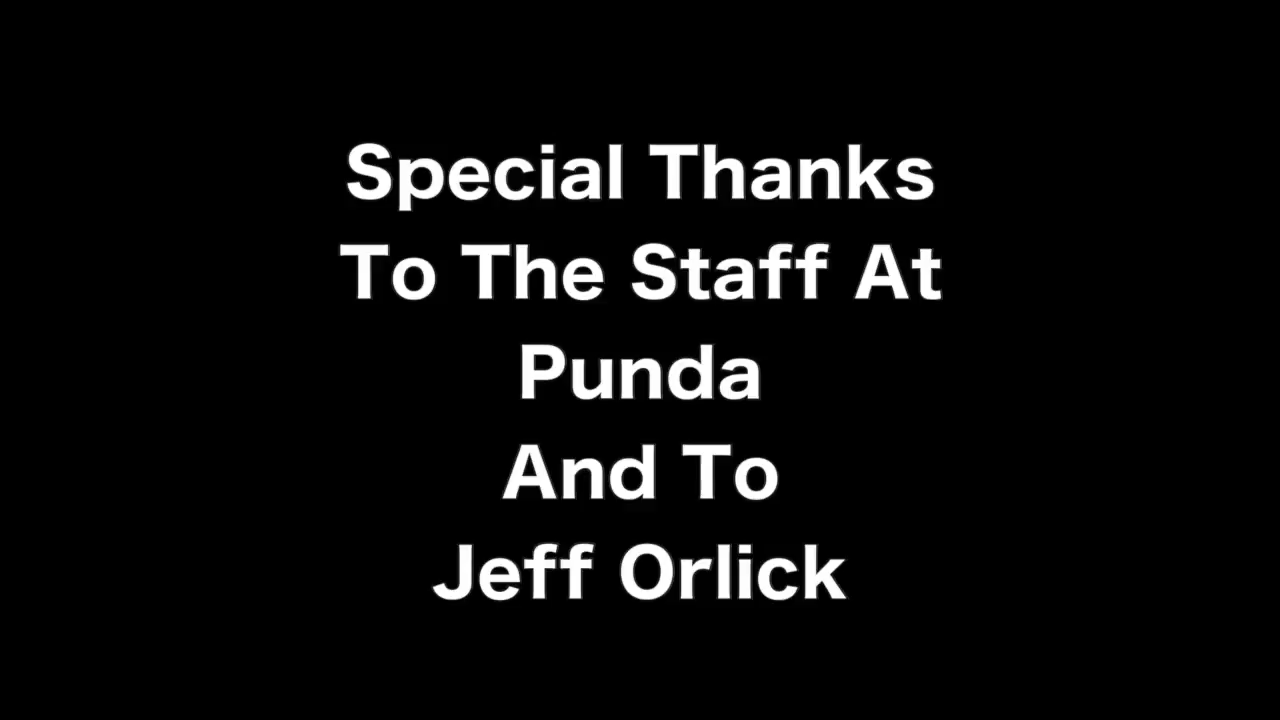 Special Thanks
To The Staff At
Punda
And To
Jeff Orlick